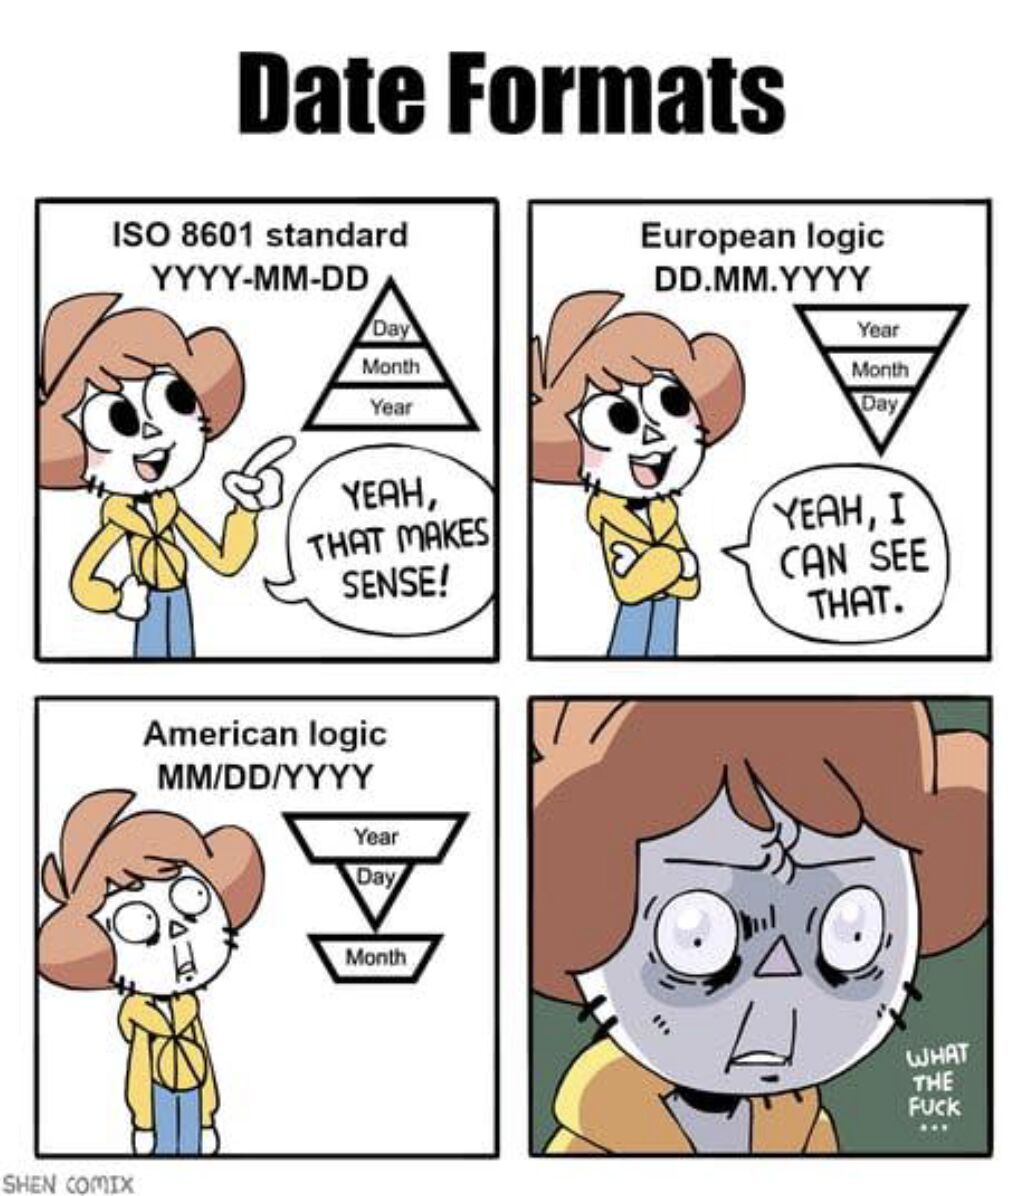 Date Formats
ISO 8601 standard
YYYY-MM-DD
Day
Month
Year
YEAH,
THAT MAKES
SENSE!
European logic
DD.MM.YYYY
Year
Month
Day
YEAH, I
CAN SEE
THAT.
American logic
MM/DD/YYYY
Year
Day
Month
WHAT
THE
FUCK
...
SHEN COMIX